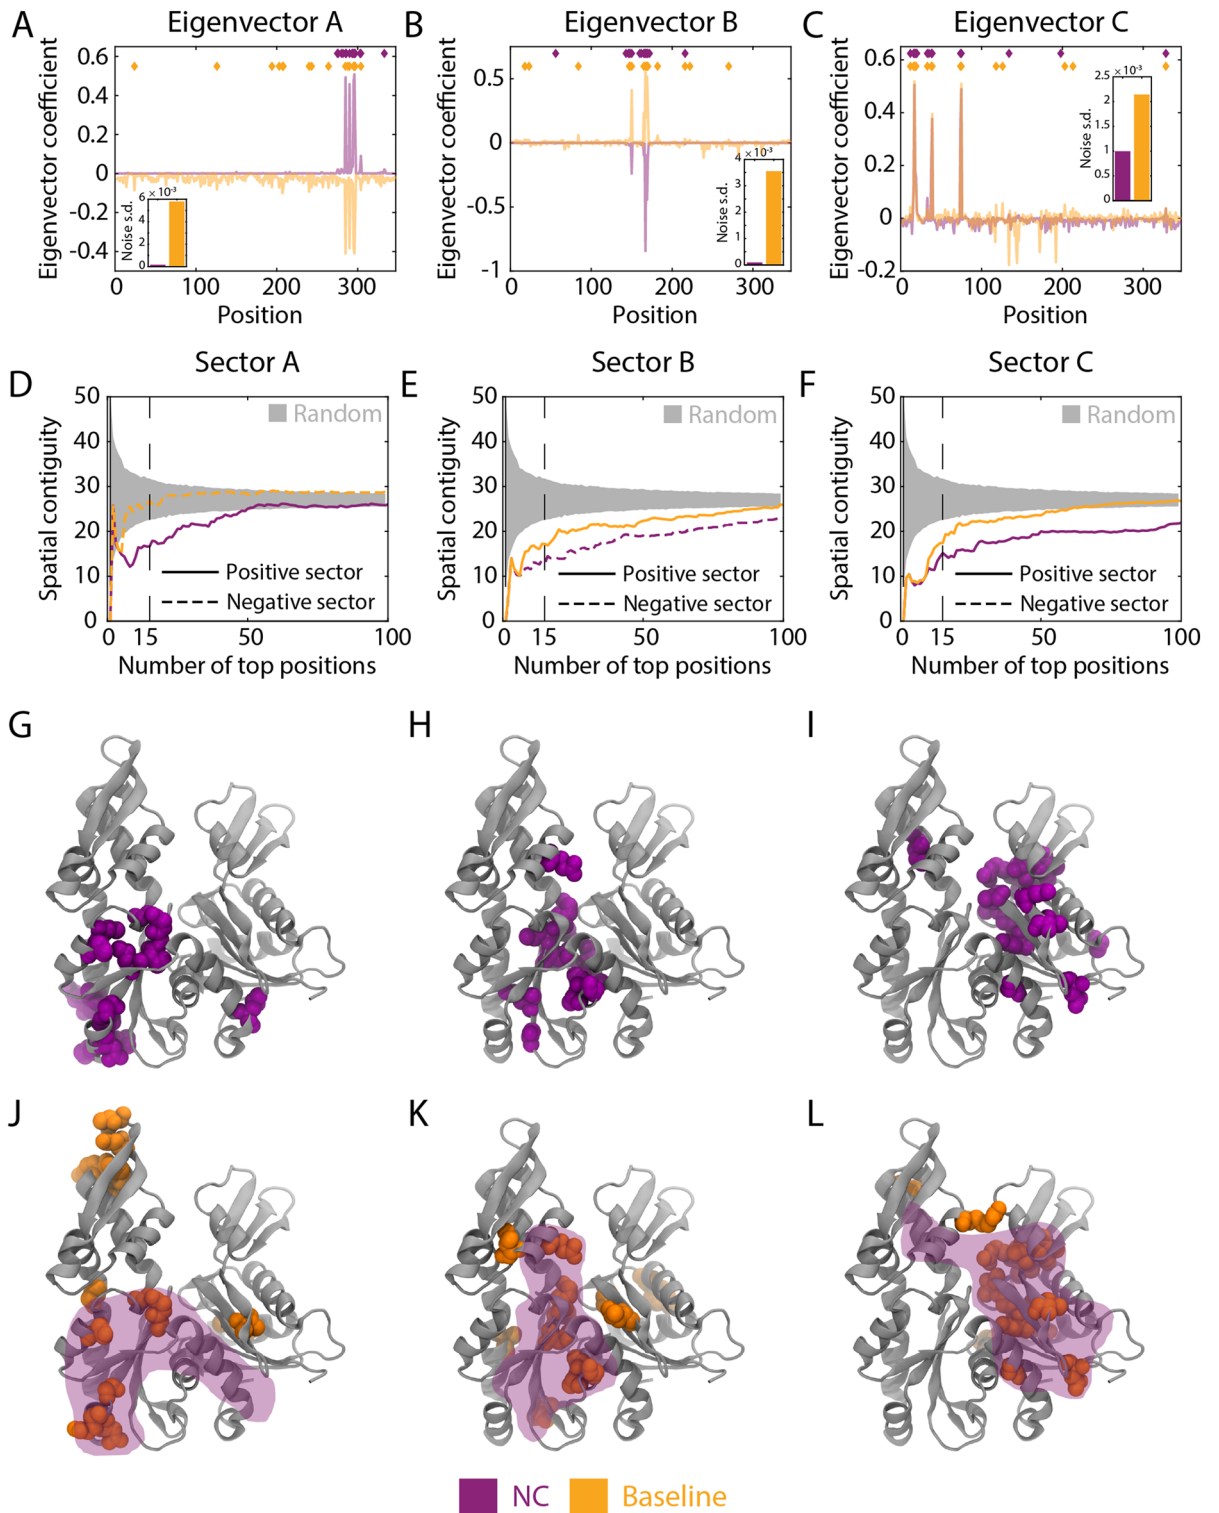 A Eigenvector A
Eigenvector coefficient
0.6
0.4
0.2
0
-0.2
-0.4
6 ×10⁻³
4
2
0
Noise s.d.
0 100 200 300
Position
B Eigenvector B
Eigenvector coefficient
0.5
0
-0.5
-1
4 ×10⁻³
3
2
1
0
Noise s.d.
0 100 200 300
Position
C Eigenvector C
Eigenvector coefficient
0.6
0.4
0.2
0
-0.2
2.5 ×10⁻³
2
1.5
1
0.5
0
Noise s.d.
0 100 200 300
Position
D Sector A
Spatial contiguity
50
40
30
20
10
0
Random
Positive sector
Negative sector
0 15 50 100
Number of top positions
E Sector B
Spatial contiguity
50
40
30
20
10
0
Random
Positive sector
Negative sector
0 15 50 100
Number of top positions
F Sector C
Spatial contiguity
50
40
30
20
10
0
Random
Positive sector
Negative sector
0 15 50 100
Number of top positions
G H I
J K L
NC Baseline